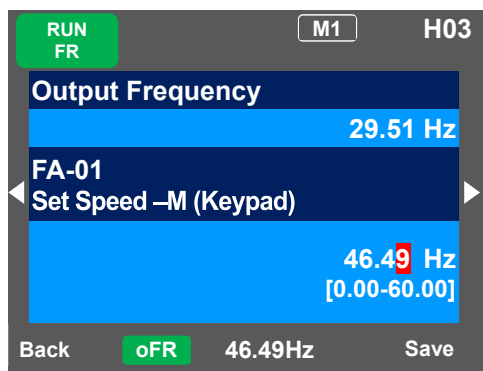 RUN M1 H03
FR
Output Frequency
29.51 Hz
FA-01
Set Speed –M (Keypad)
46.49 Hz
[0.00-60.00]
Back oFR 46.49Hz Save